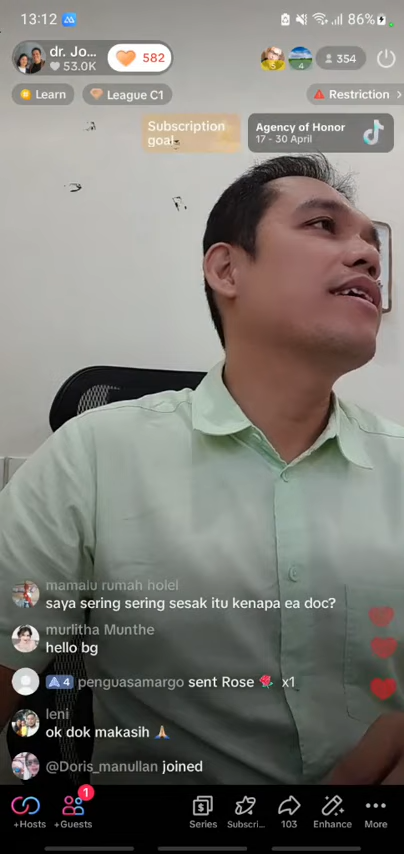 13:12
86%
dr. Jo...
53.0K
582
5
4
354
Learn
League C1
Restriction
Subscription goal
Agency of Honor
17 - 30 April
mamalu rumah holel
saya sering sering sesak itu kenapa ea doc?
murlitha Munthe
hello bg
4 penguasamargo sent Rose x1
leni
ok dok makasih 🙏
@Doris_manullan joined
1
+Hosts
+Guests
Series
Subscri...
103
Enhance
More